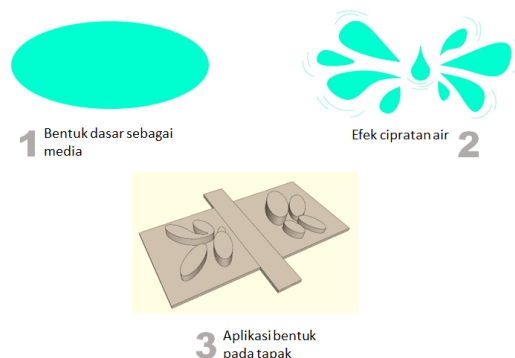 1 Bentuk dasar sebagai
media
Efek cipratan air 2
3 Aplikasi bentuk
pada tapak